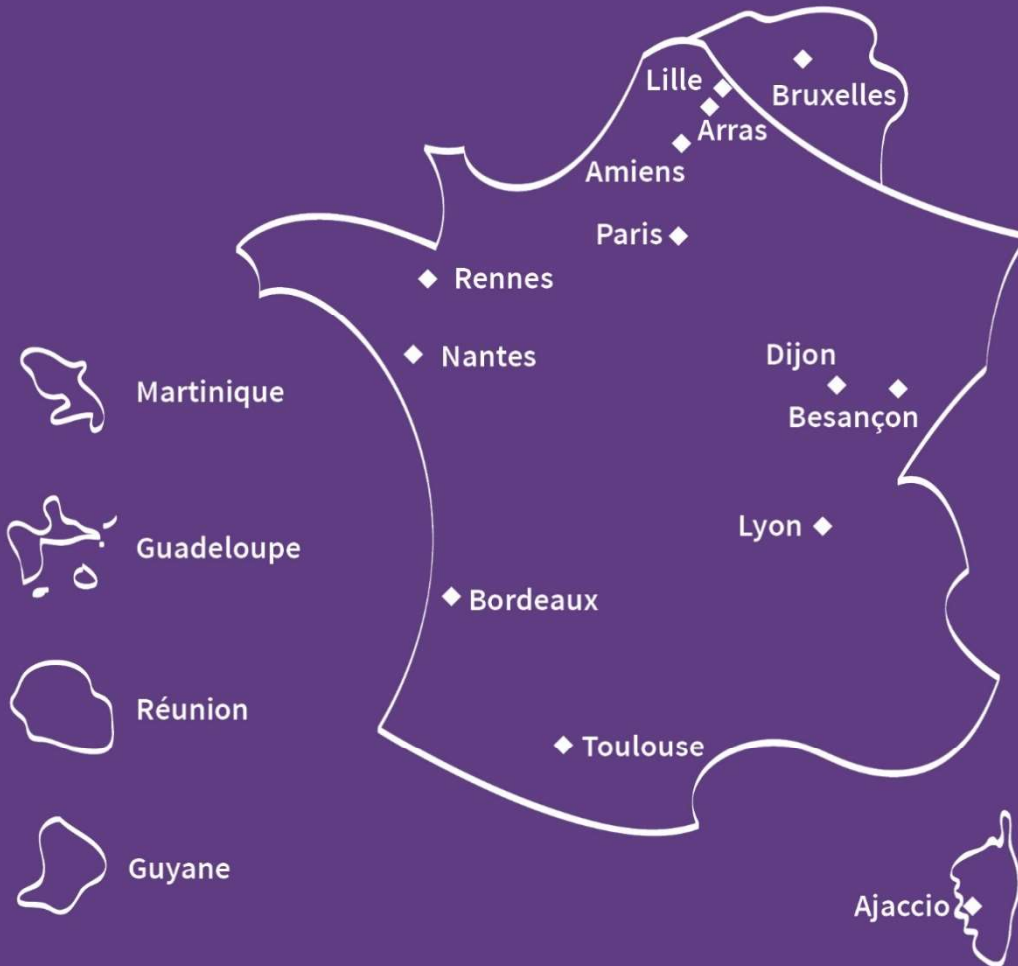 Lille
Bruxelles
Arras
Amiens
Paris
Rennes
Nantes
Dijon
Martinique
Besançon
Lyon
Guadeloupe
Bordeaux
Réunion
Toulouse
Guyane
Ajaccio